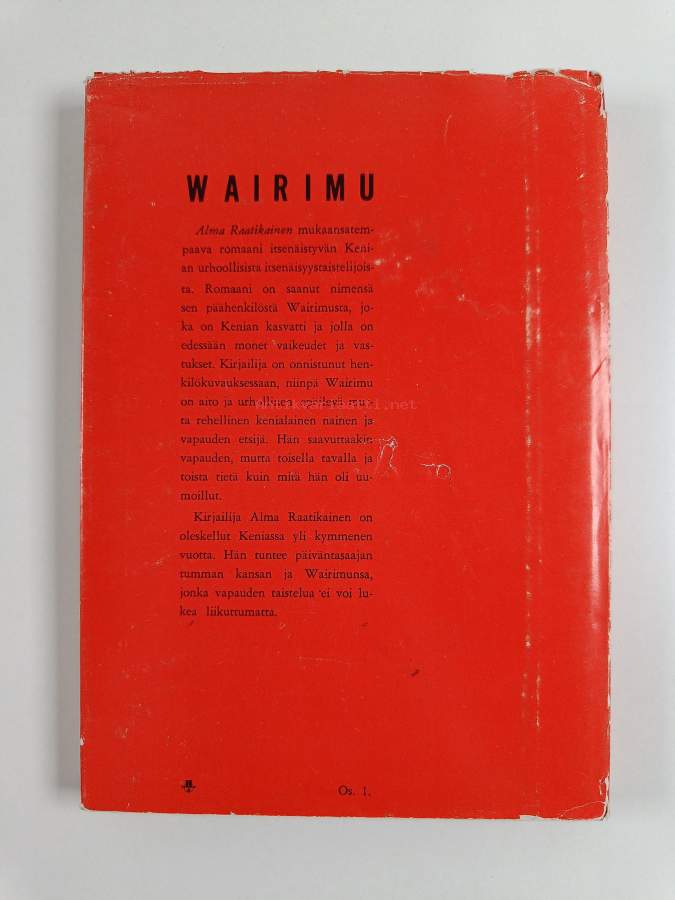 WAIRIMU
Alma Raatikainen mukaansatem-
paava romaani itsenäistyvän Keni-
an urhoollisista itsenäisyystaistelijois-
ta. Romaani on saanut nimensä
sen päähenkilöstä Wairimusta, jo-
ka on Kenian kasvatti ja jolla on
edessään monet vaikeudet ja vas-
tukset. Kirjailija on onnistunut hen-
kilökuvauksessaan, niinpä Wairimu
on aito ja urhollinen epäilevä mut-
ta rehellinen kenialainen nainen ja
vapauden etsijä. Hän saavuttaakin
vapauden, mutta toisella tavalla ja
toista tietä kuin mitä hän oli uu-
moillut.
Kirjailija Alma Raatikainen on
oleskellut Keniassa yli kymmenen
vuotta. Hän tuntee päiväntasaajan
tumman kansan ja Wairimunsa,
jonka vapauden taistelua ei voi lu-
kea liikuttumatta.
Os. 1.